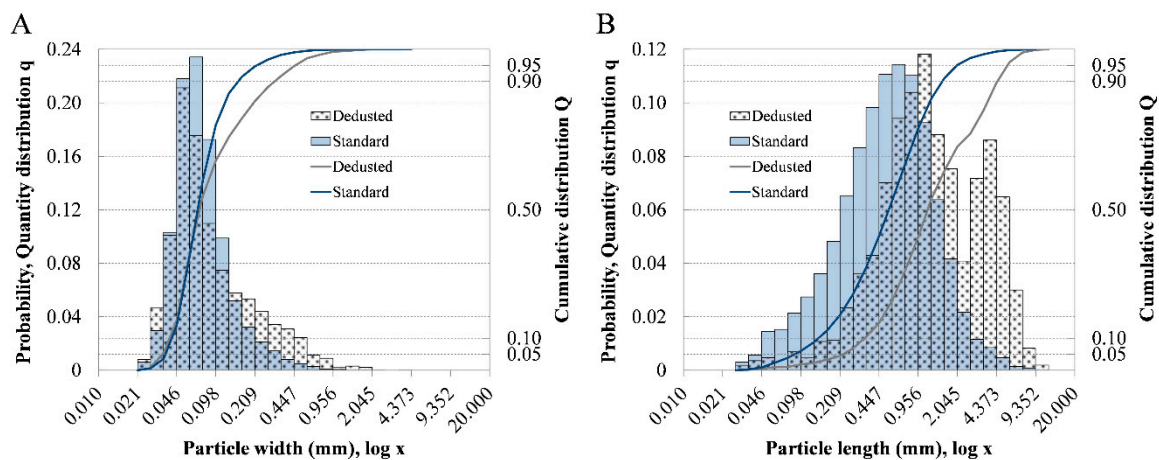 A
Probability, Quantity distribution q
0.24
0.20
0.16
0.12
0.08
0.04
0
Dedusted
Standard
Dedusted
Standard
0.95
0.90
0.50
0.10
0.05
Cumulative distribution Q
0.010
0.021
0.046
0.098
0.209
0.447
0.956
2.045
4.373
9.352
20.000
Particle width (mm), log x
B
Probability, Quantity distribution q
0.12
0.10
0.08
0.06
0.04
0.02
0
Dedusted
Standard
Dedusted
Standard
0.95
0.90
0.50
0.10
0.05
Cumulative distribution Q
0.010
0.021
0.046
0.098
0.209
0.447
0.956
2.045
4.373
9.352
20.000
Particle length (mm), log x